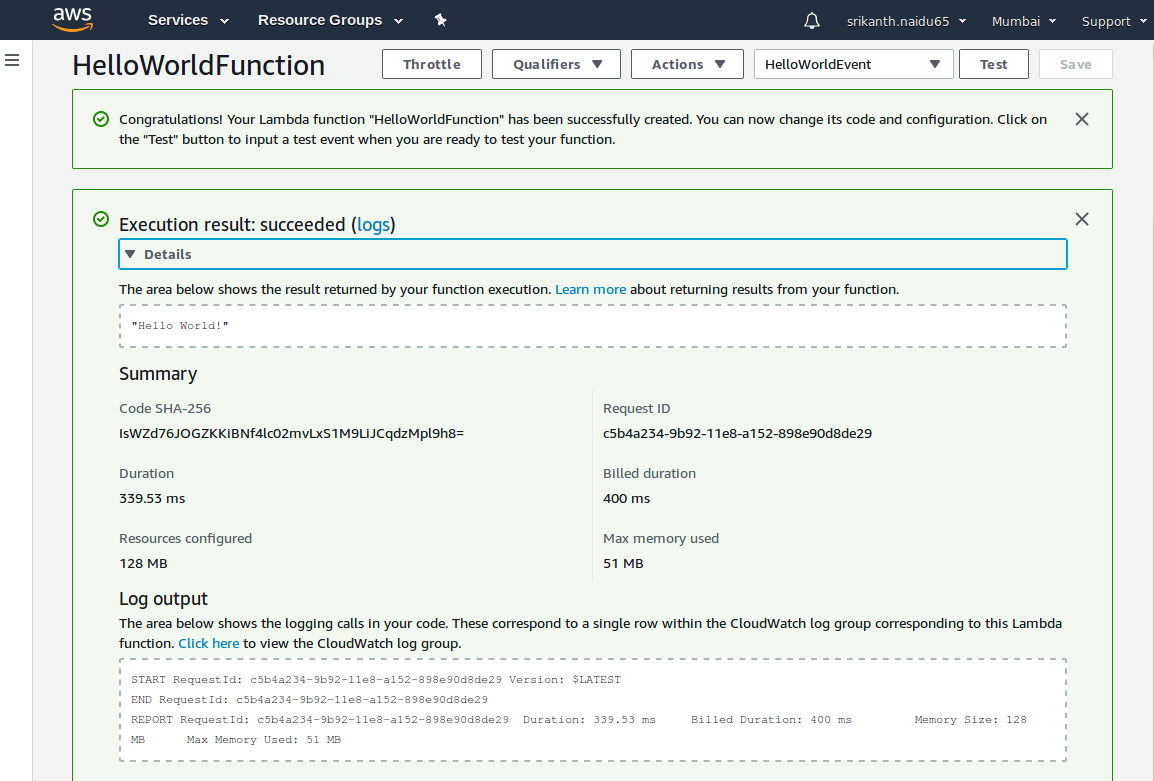 aws Services Resource Groups srikanth.naidu65 Mumbai Support
HelloWorldFunction Throttle Qualifiers Actions HelloWorldEvent Test Save
Congratulations! Your Lambda function "HelloWorldFunction" has been successfully created. You can now change its code and configuration. Click on
the "Test" button to input a test event when you are ready to test your function.
Execution result: succeeded (logs)
Details
The area below shows the result returned by your function execution. Learn more about returning results from your function.
"Hello World!"
Summary
Code SHA-256 Request ID
IsWZd76JOGZKKiBNf4lc02mvLxS1M9LiJCqdzMpl9h8= c5b4a234-9b92-11e8-a152-898e90d8de29
Duration Billed duration
339.53 ms 400 ms
Resources configured Max memory used
128 MB 51 MB
Log output
The area below shows the logging calls in your code. These correspond to a single row within the CloudWatch log group corresponding to this Lambda
function. Click here to view the CloudWatch log group.
START RequestId: c5b4a234-9b92-11e8-a152-898e90d8de29 Version: $LATEST
END RequestId: c5b4a234-9b92-11e8-a152-898e90d8de29
REPORT RequestId: c5b4a234-9b92-11e8-a152-898e90d8de29 Duration: 339.53 ms Billed Duration: 400 ms Memory Size: 128
MB Max Memory Used: 51 MB